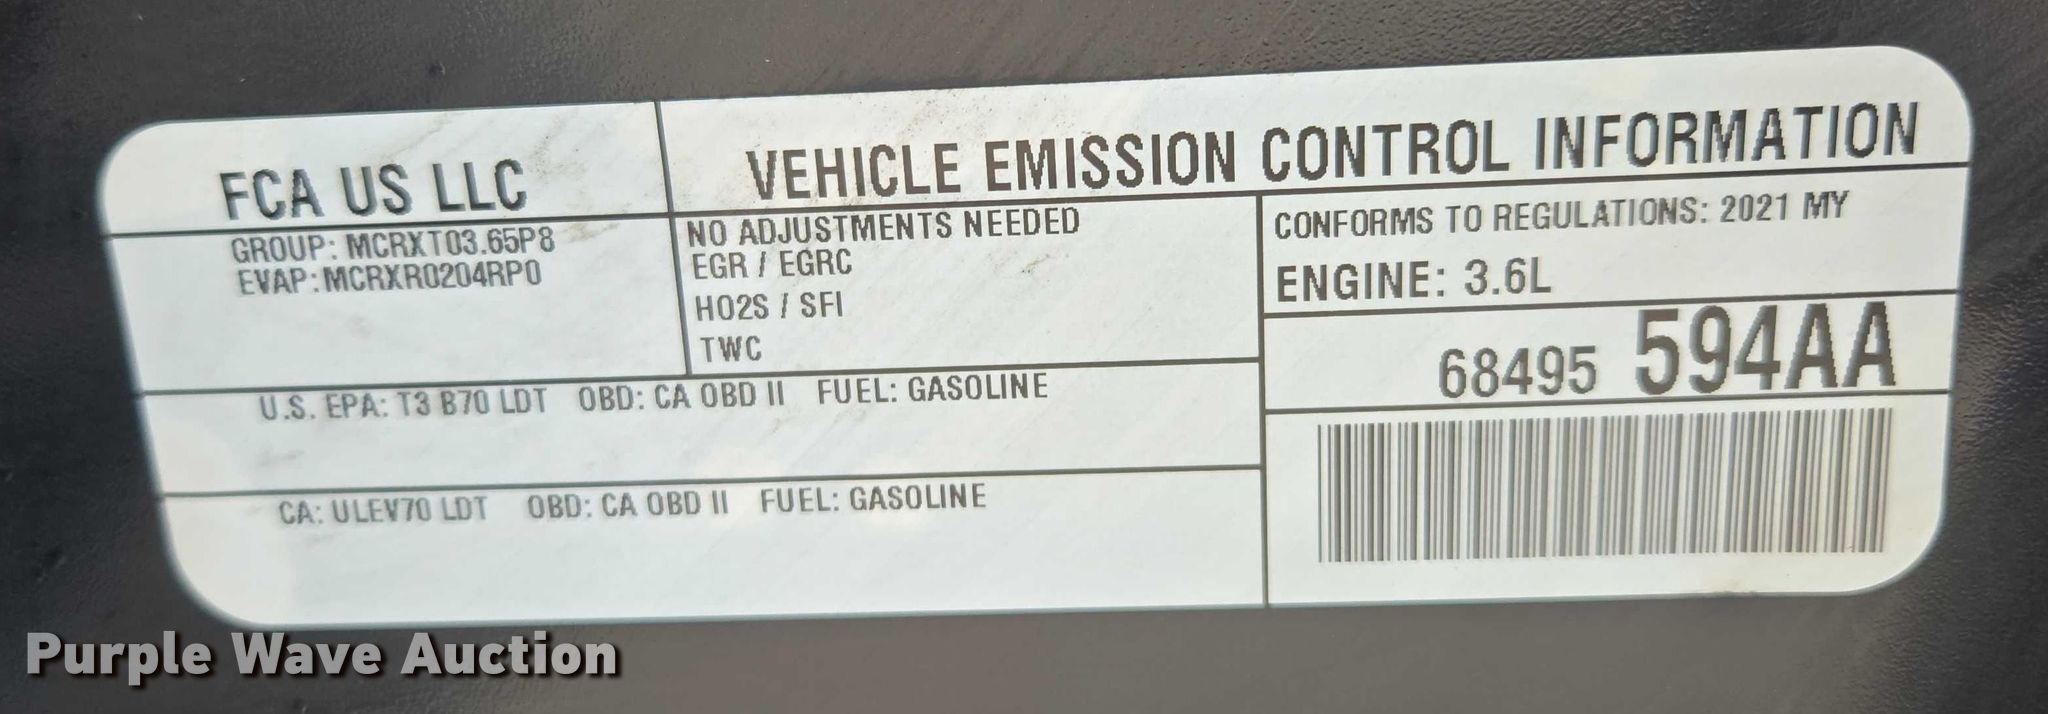 FCA US LLC
VEHICLE EMISSION CONTROL INFORMATION
GROUP: MCRXT03.65P8
EVAP: MCRXR0204RP0
NO ADJUSTMENTS NEEDED
EGR / EGRC
HO2S / SFI
TWC
CONFORMS TO REGULATIONS: 2021 MY
ENGINE: 3.6L
68495 594AA
U.S. EPA: T3 B70 LDT OBD: CA OBD II FUEL: GASOLINE
CA: ULEV70 LDT OBD: CA OBD II FUEL: GASOLINE
Purple Wave Auction